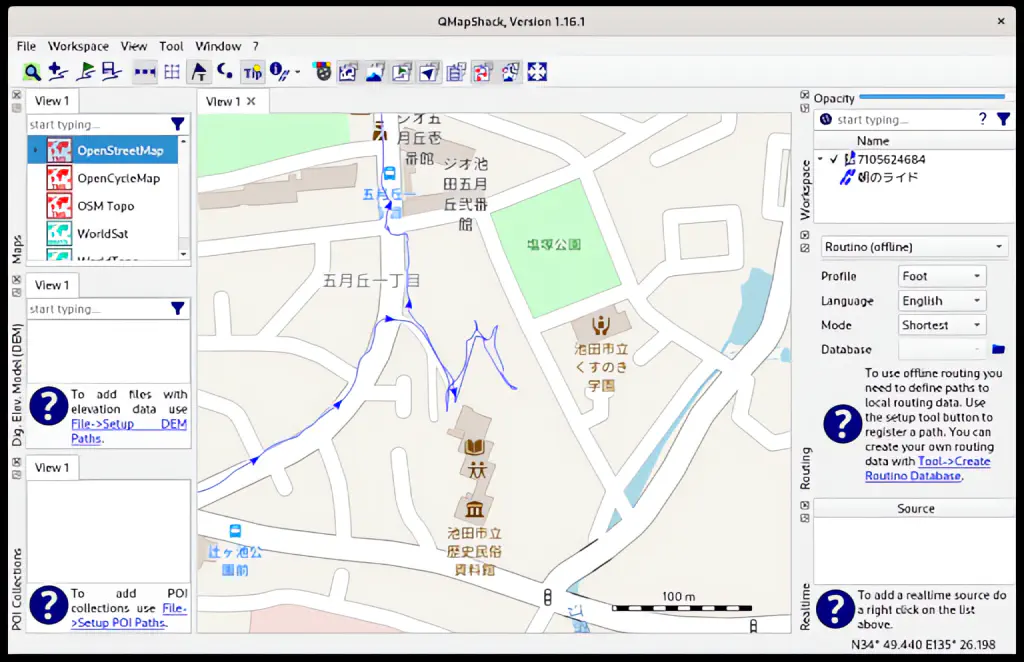 QMapShack, Version 1.16.1
File Workspace View Tool Window ?
Tip
View 1
start typing...
OpenStreetMap
OpenCycleMap
OSM Topo
WorldSat
Maps
View 1
start typing...
To add files with
elevation data use
File->Setup DEM
Paths.
Dig. Elev. Model (DEM)
View 1
To add POI
collections use File-
>Setup POI Paths.
POI Collections
View 1
ジオ五
月丘壱
番館
ジオ池
田五月
丘弐番
館
五月丘一
塩塚公園
五月丘一丁目
池田市立
くすのき
学園
池田市立
歴史民俗
資料館
辻ヶ池公
園前
100 m
Opacity
start typing...
?
Name
7105624684
朝のライド
Workspace
Routino (offline)
Profile Foot
Language English
Mode Shortest
Database
To use offline routing you
need to define paths to
local routing data. Use
the setup tool button to
register a path. You can
create your own routing
data with Tool->Create
Routino Database.
Routing
Source
To add a realtime source do
a right click on the list
above.
Realtime
N34° 49.440 E135° 26.198